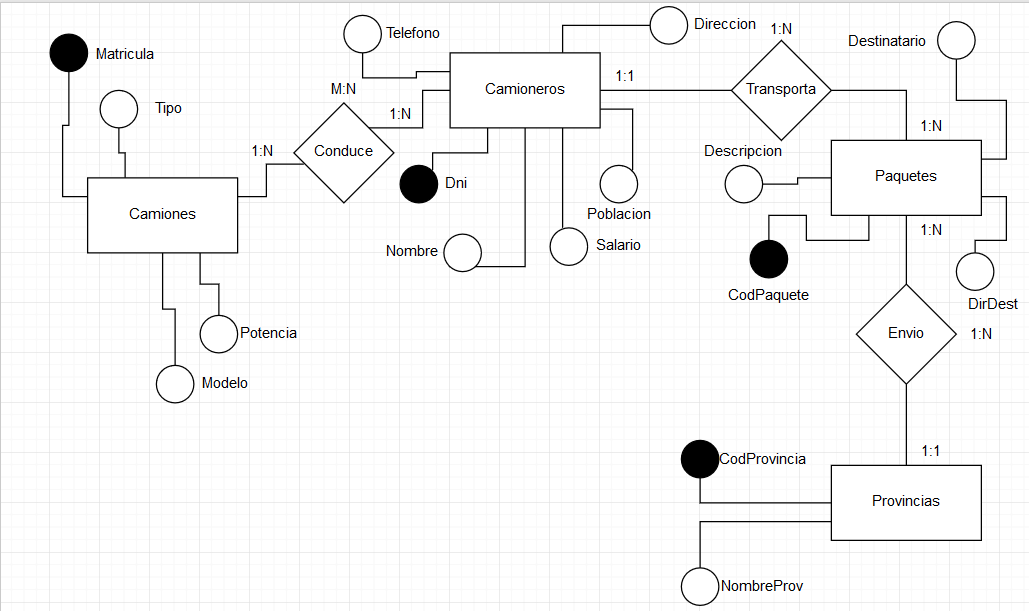 Matricula
Tipo
Telefono
Direccion
1:N
Destinatario
M:N
1:N
Camioneros
1:1
Transporta
1:N
1:N
Conduce
Descripcion
Paquetes
Camiones
Dni
Poblacion
1:N
Nombre
Salario
CodPaquete
DirDest
Potencia
Envio
1:N
Modelo
CodProvincia
1:1
Provincias
NombreProv